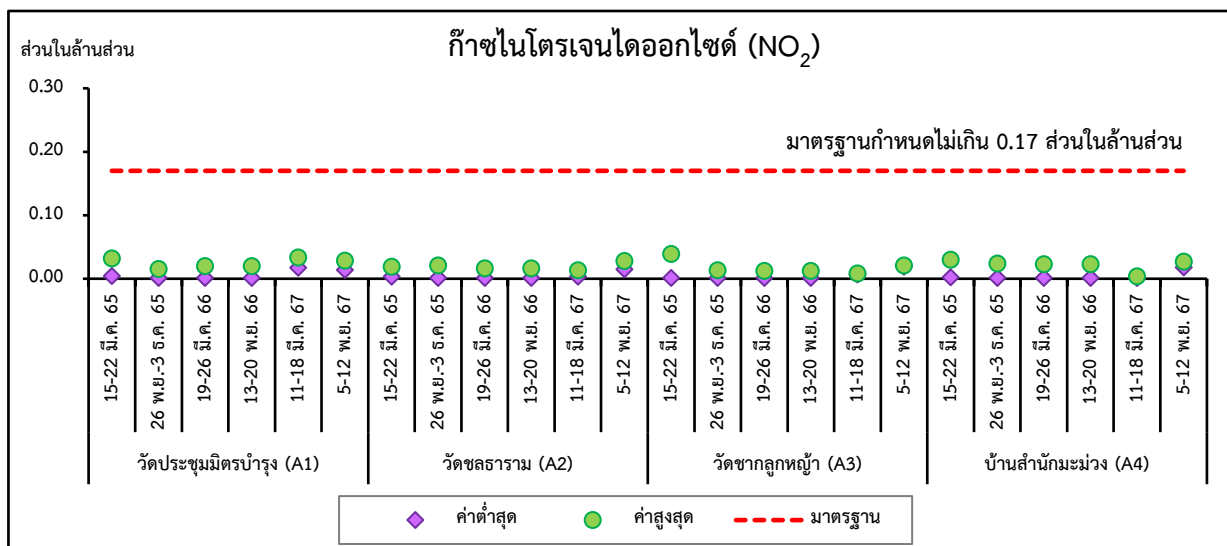 ก๊าซไนโตรเจนไดออกไซด์ (NO2)
ส่วนในล้านส่วน
0.30
0.20
0.10
0.00
มาตรฐานกำหนดไม่เกิน 0.17 ส่วนในล้านส่วน
15-22 มี.ค. 65
26 พ.ย.-3 ธ.ค. 65
19-26 มี.ค. 66
13-20 พ.ย. 66
11-18 มี.ค. 67
5-12 พ.ย. 67
15-22 มี.ค. 65
26 พ.ย.-3 ธ.ค. 65
19-26 มี.ค. 66
13-20 พ.ย. 66
11-18 มี.ค. 67
5-12 พ.ย. 67
15-22 มี.ค. 65
26 พ.ย.-3 ธ.ค. 65
19-26 มี.ค. 66
13-20 พ.ย. 66
11-18 มี.ค. 67
5-12 พ.ย. 67
15-22 มี.ค. 65
26 พ.ย.-3 ธ.ค. 65
19-26 มี.ค. 66
13-20 พ.ย. 66
11-18 มี.ค. 67
5-12 พ.ย. 67
วัดประชุมมิตรบำรุง (A1)
วัดชลธาราม (A2)
วัดชากลูกหญ้า (A3)
บ้านสำนักมะม่วง (A4)
ค่าต่ำสุด
ค่าสูงสุด
มาตรฐาน